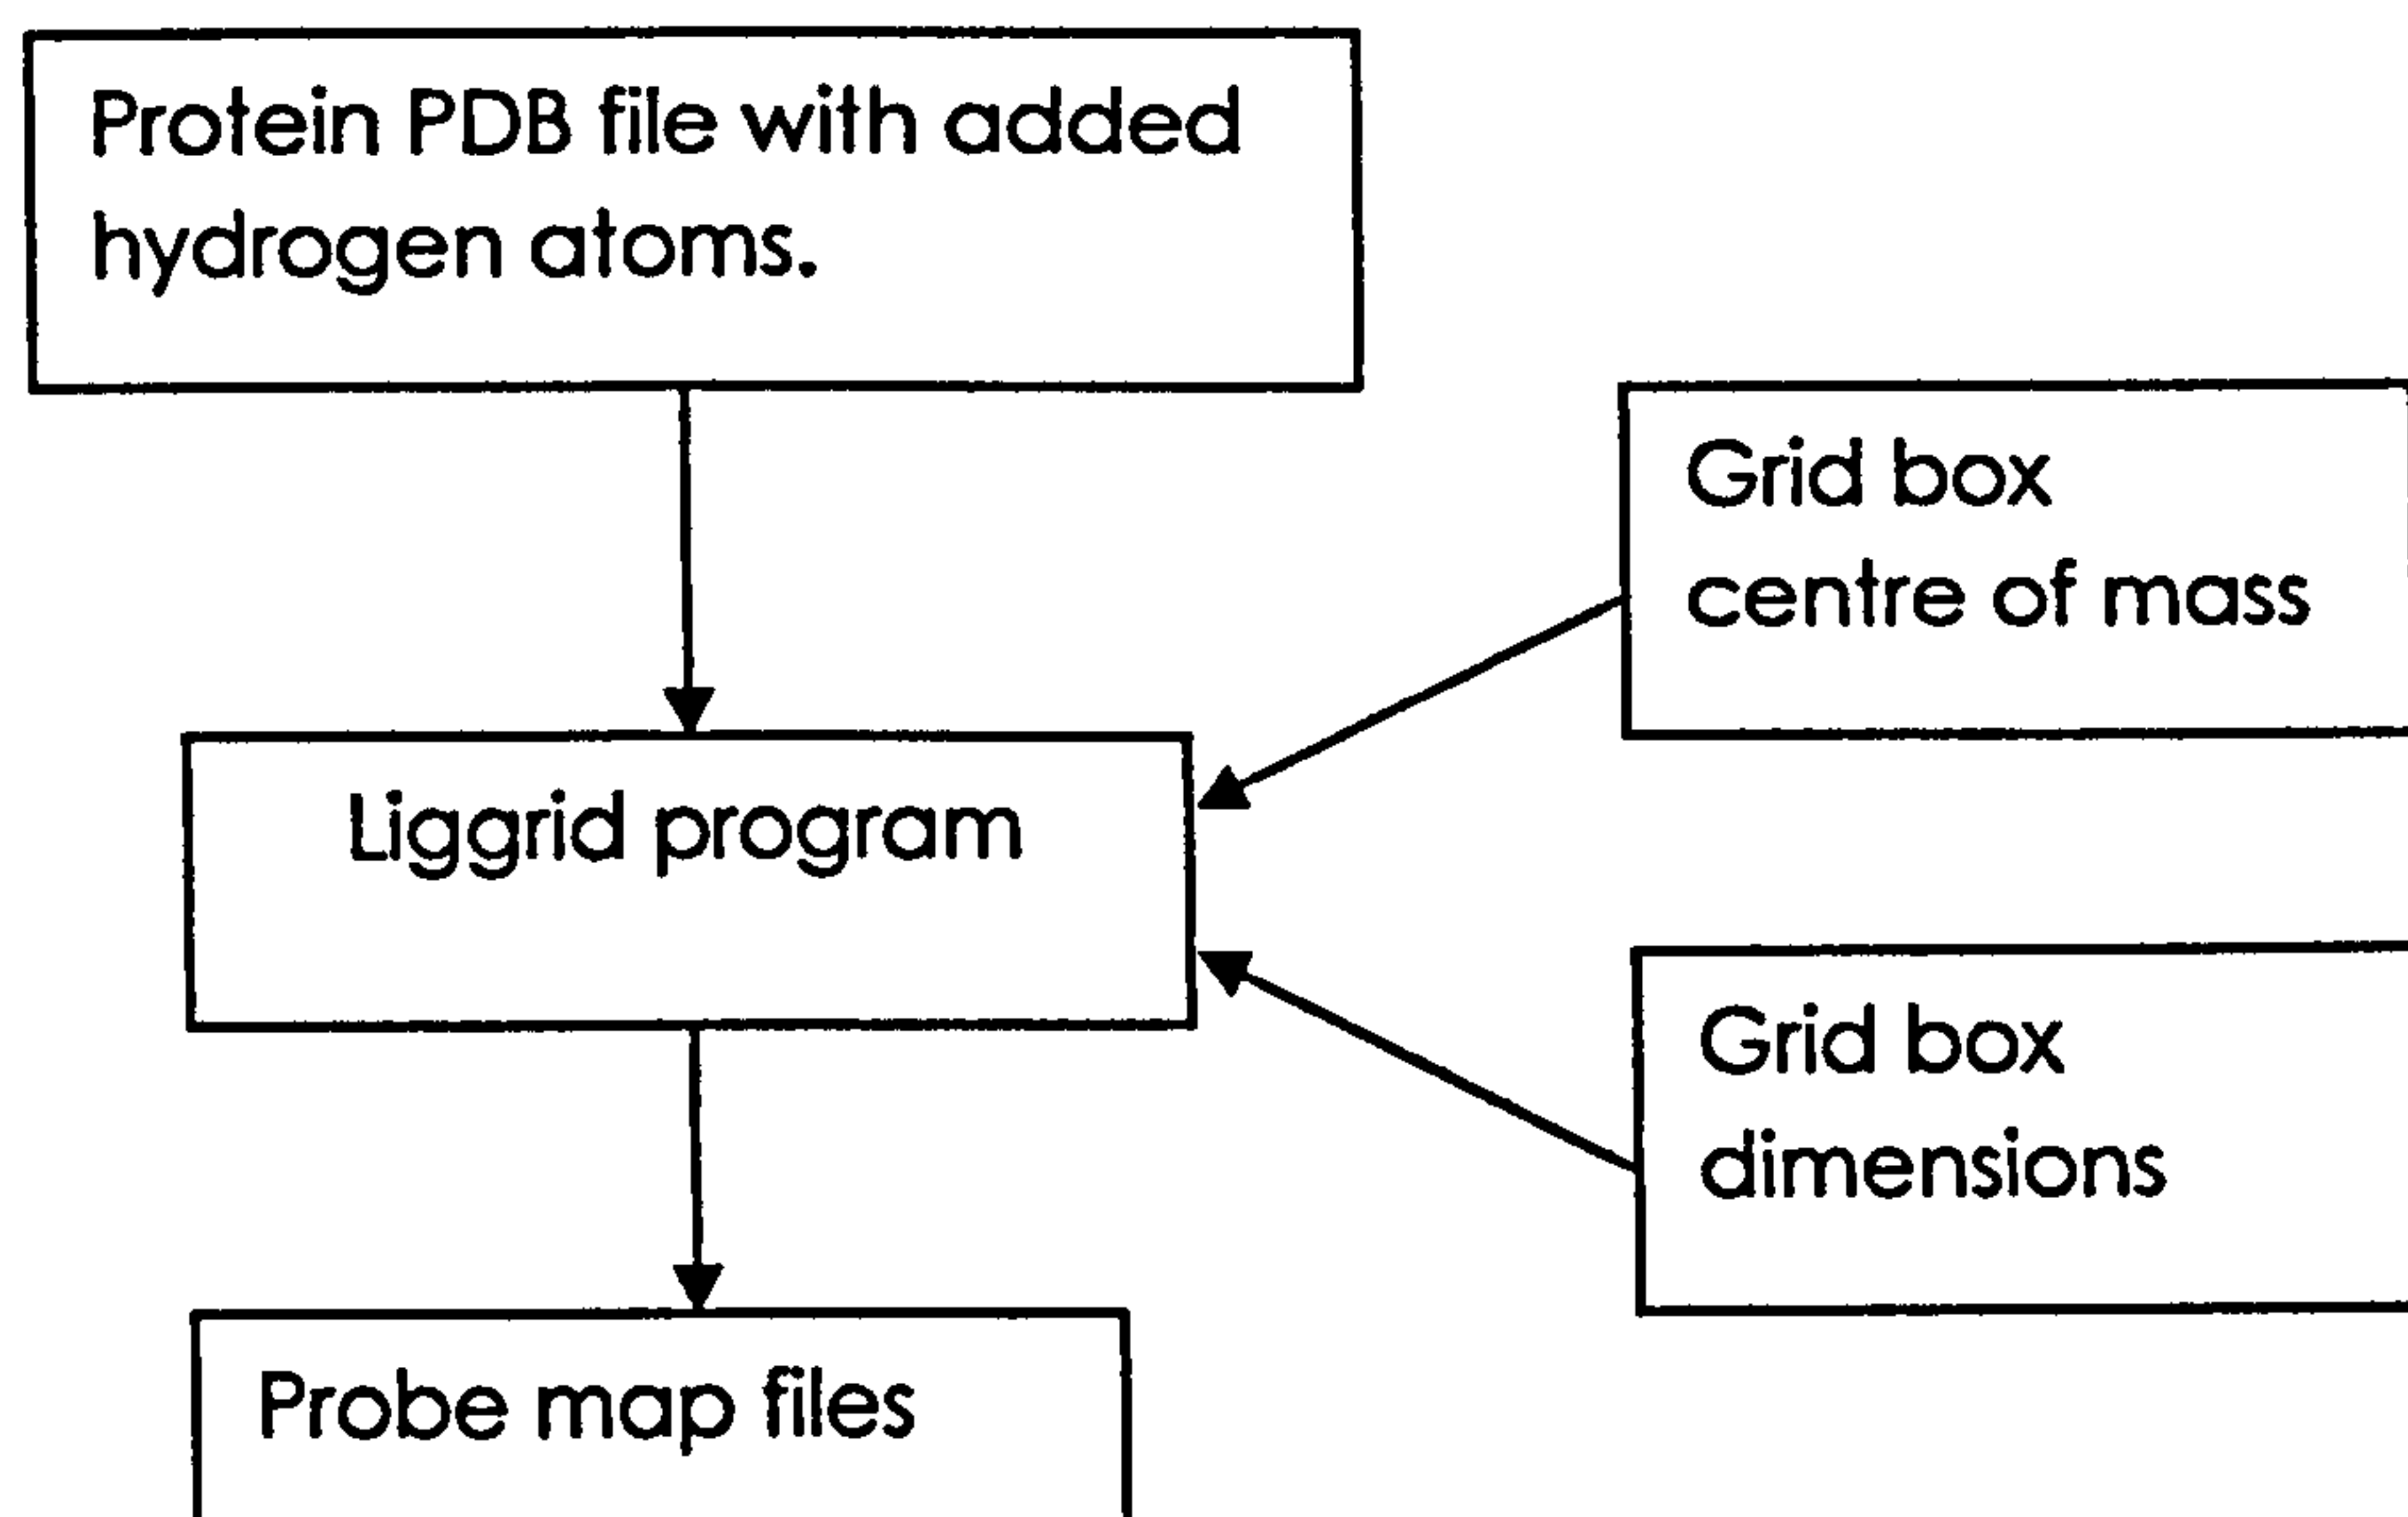 Protein PDB file with added
hydrogen atoms.
Grid box
centre of mass
Liggrid program
Grid box
dimensions
Probe map files